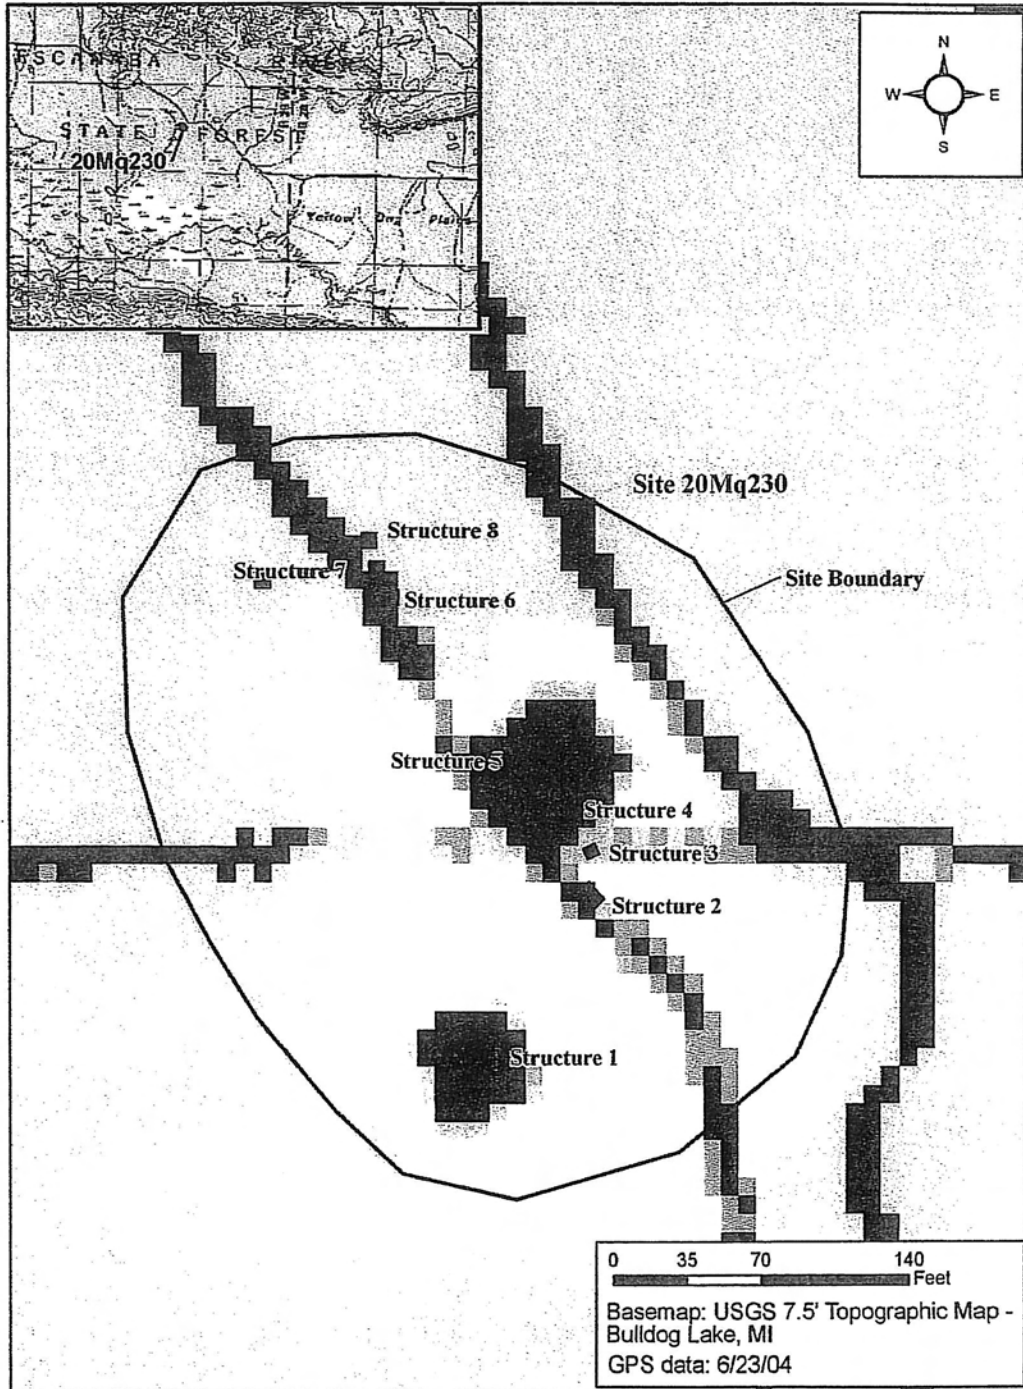 ESCANABA RIVER
STATE FOREST
20Mq230
Yellow Dog Plains
N
W E
S
Site 20Mq230
Structure 8
Structure 7
Site Boundary
Structure 6
Structure 5
Structure 4
Structure 3
Structure 2
Structure 1
0 35 70 140
Feet
Basemap: USGS 7.5' Topographic Map -
Bulldog Lake, MI
GPS data: 6/23/04